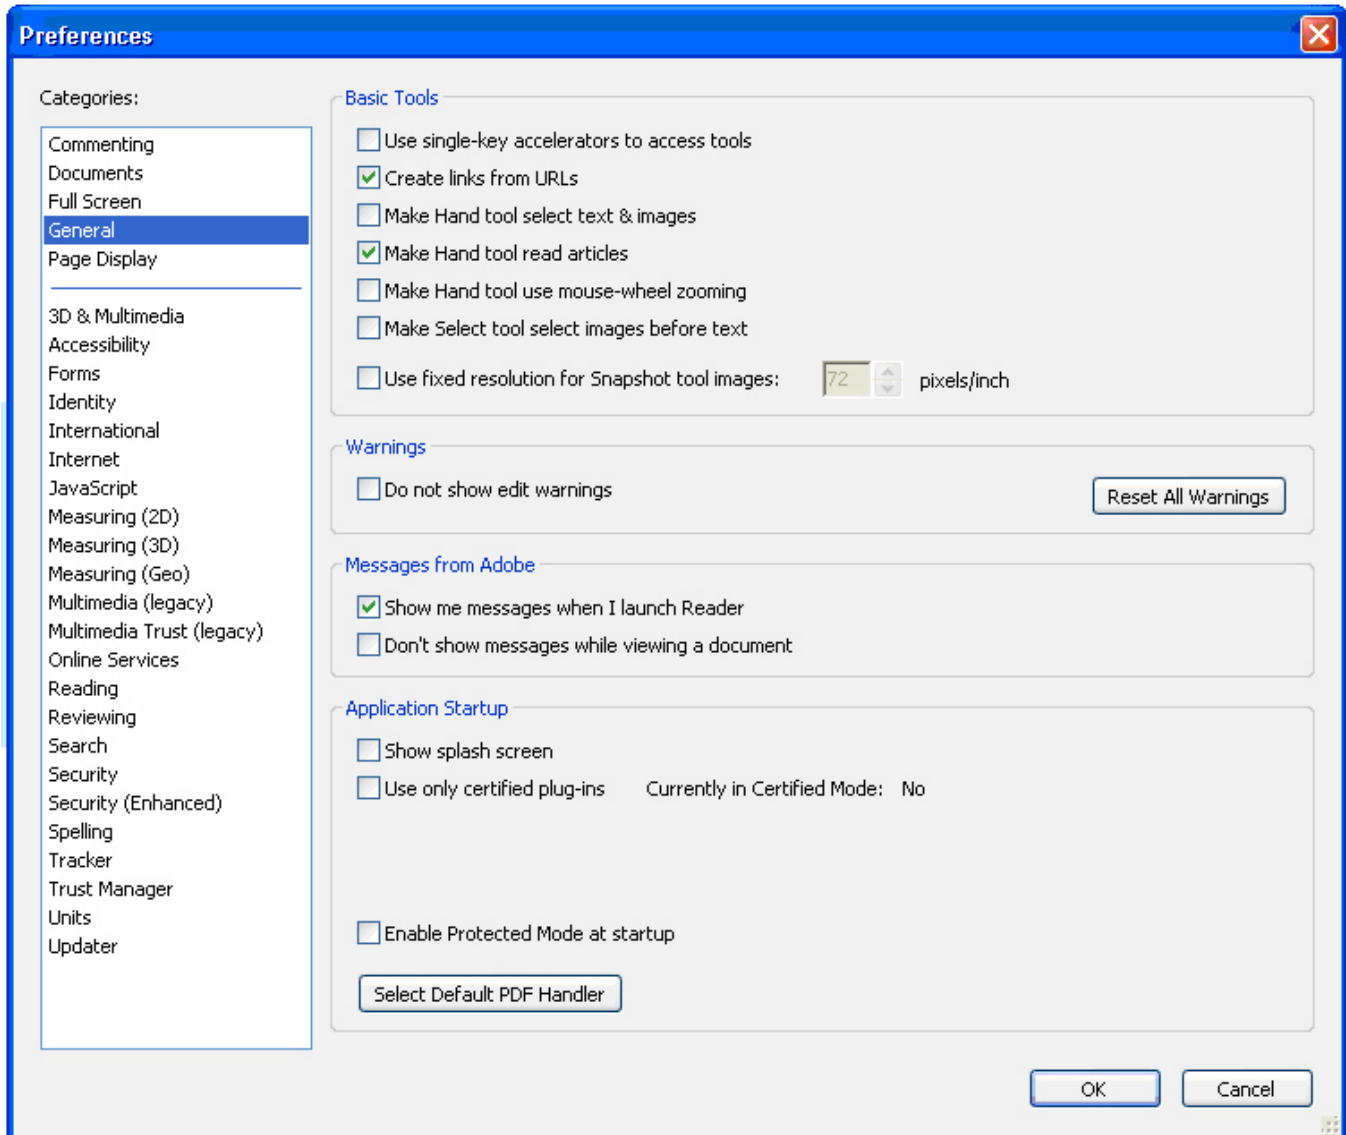 Preferences
Categories:
Commenting
Documents
Full Screen
General
Page Display
3D & Multimedia
Accessibility
Forms
Identity
International
Internet
JavaScript
Measuring (2D)
Measuring (3D)
Measuring (Geo)
Multimedia (legacy)
Multimedia Trust (legacy)
Online Services
Reading
Reviewing
Search
Security
Security (Enhanced)
Spelling
Tracker
Trust Manager
Units
Updater
Basic Tools
Use single-key accelerators to access tools
Create links from URLs
Make Hand tool select text & images
Make Hand tool read articles
Make Hand tool use mouse-wheel zooming
Make Select tool select images before text
Use fixed resolution for Snapshot tool images: 72 pixels/inch
Warnings
Do not show edit warnings
Reset All Warnings
Messages from Adobe
Show me messages when I launch Reader
Don't show messages while viewing a document
Application Startup
Show splash screen
Use only certified plug-ins Currently in Certified Mode: No
Enable Protected Mode at startup
Select Default PDF Handler
OK Cancel